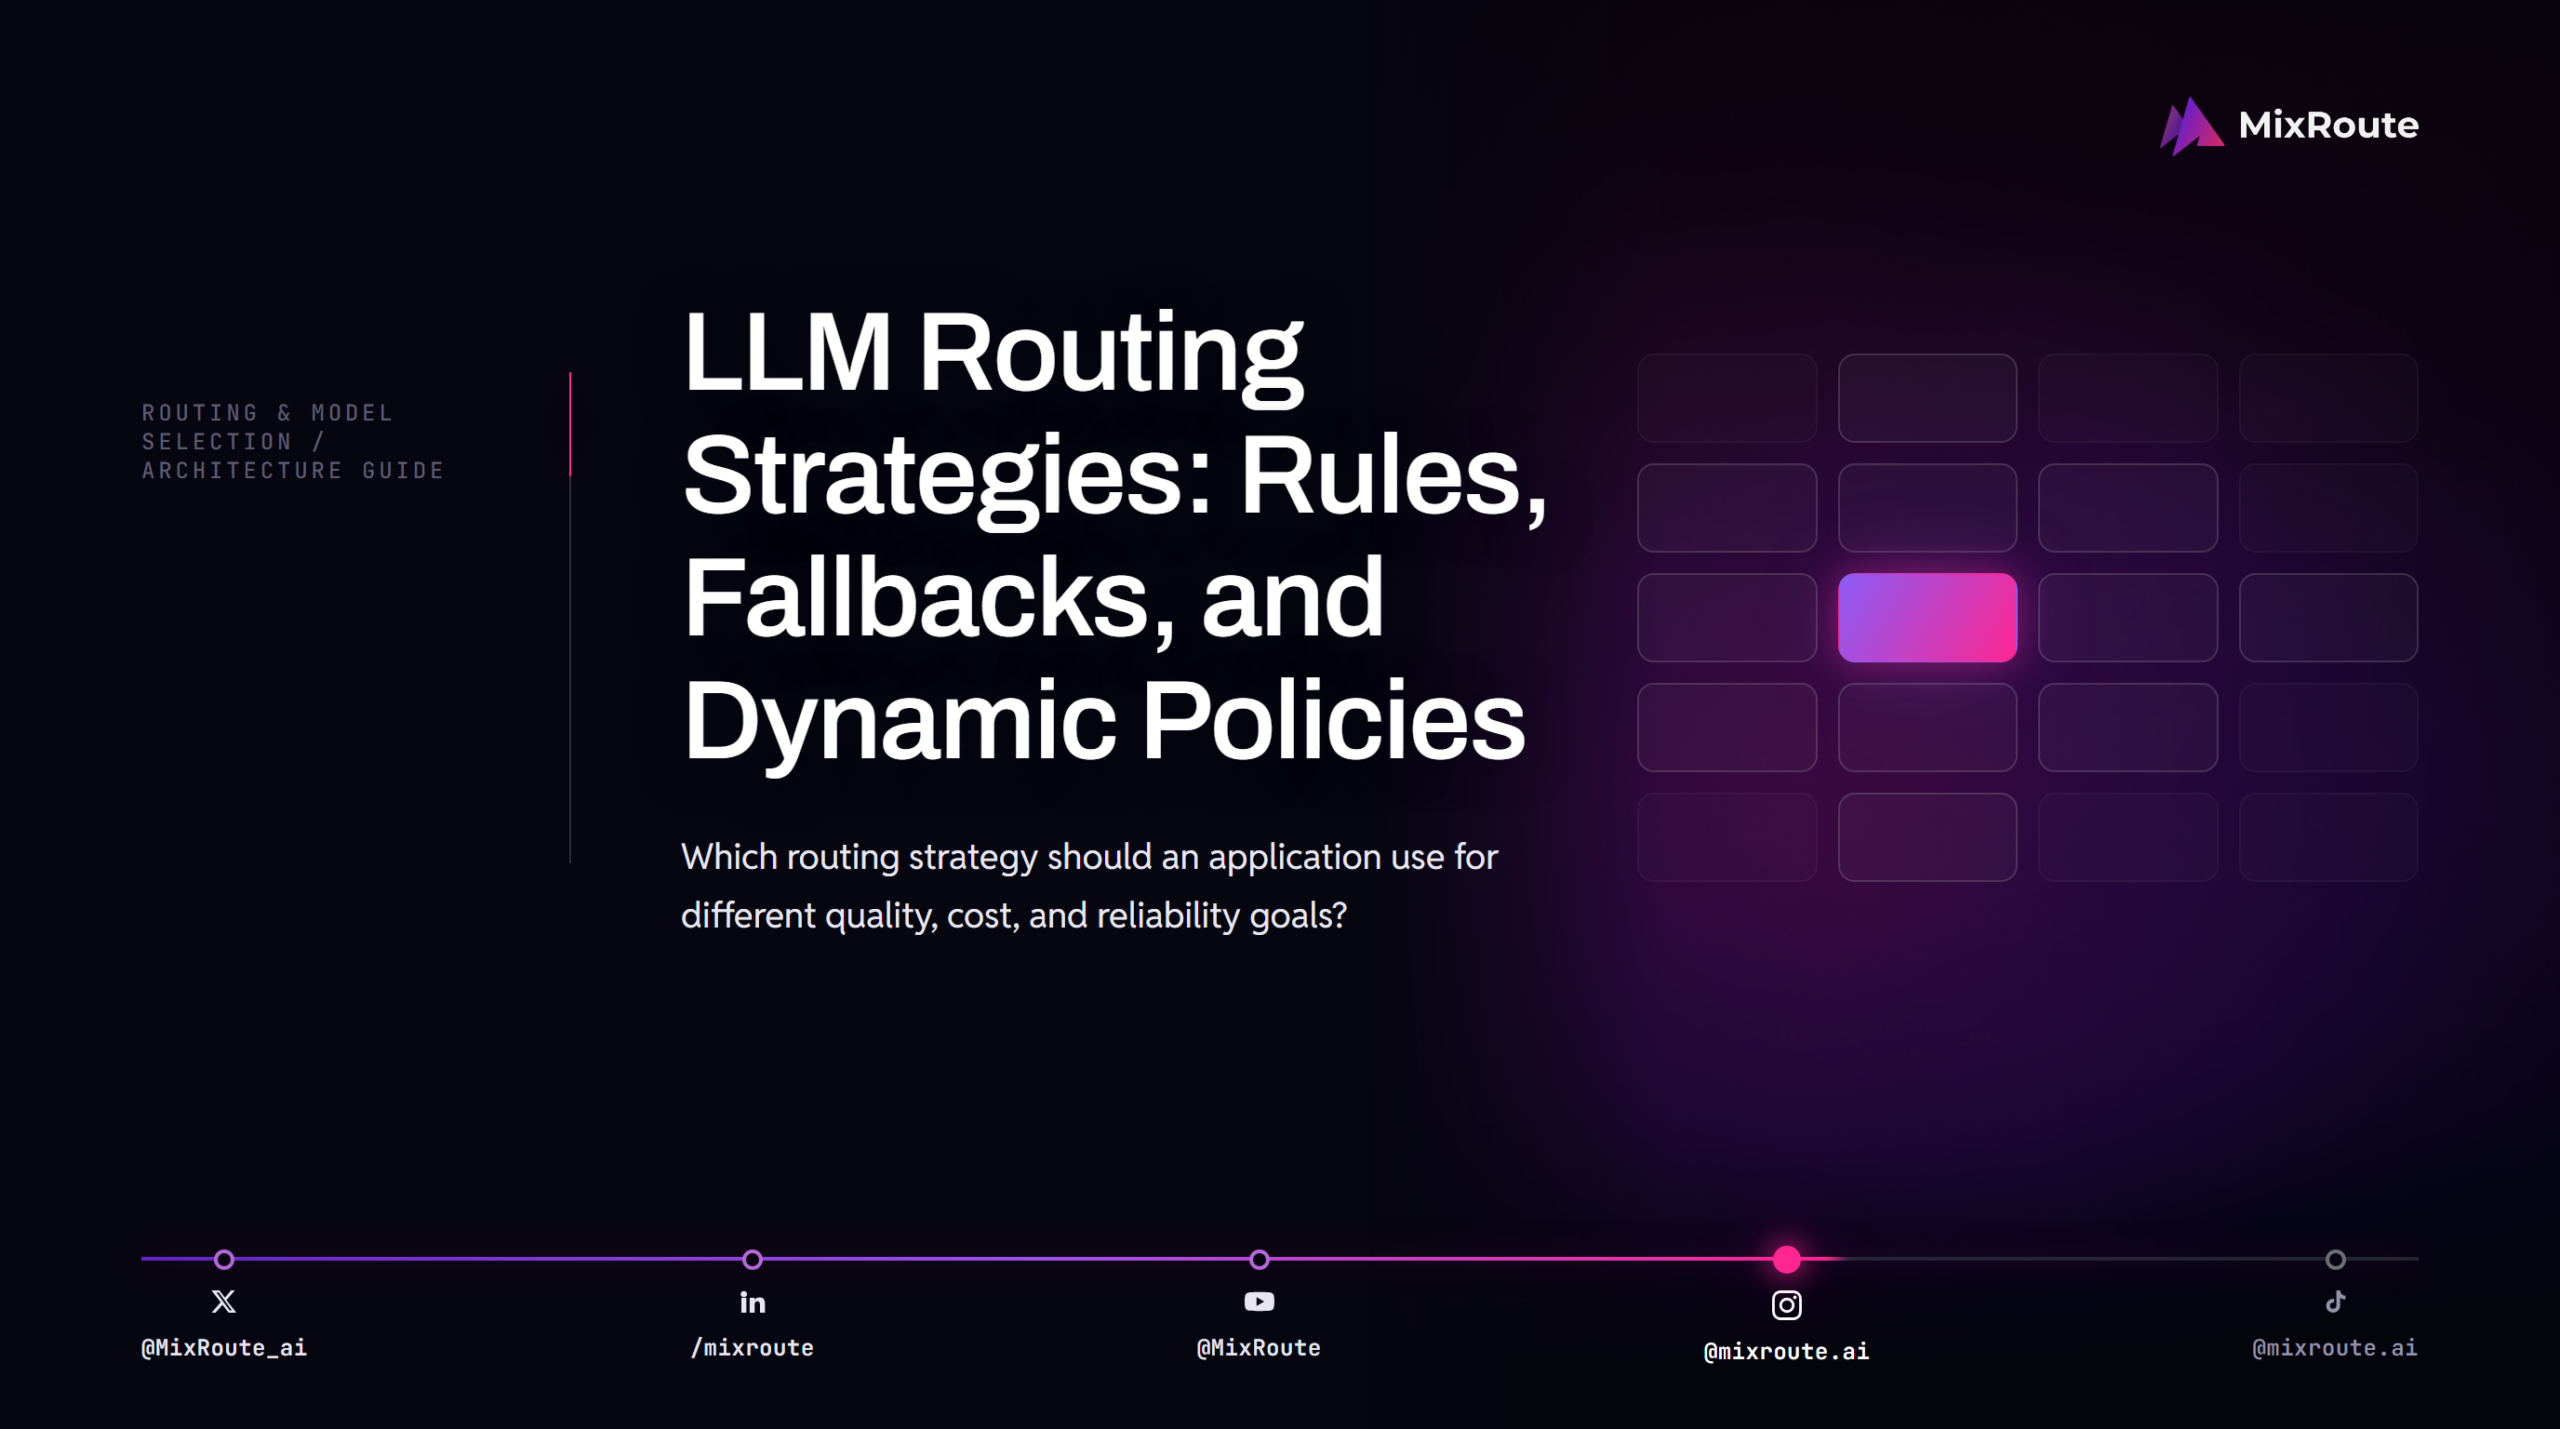 MixRoute
ROUTING & MODEL
SELECTION /
ARCHITECTURE GUIDE
LLM Routing
Strategies: Rules,
Fallbacks, and
Dynamic Policies
Which routing strategy should an application use for
different quality, cost, and reliability goals?
@MixRoute_ai
/mixroute
@MixRoute
@mixroute.ai
@mixroute.ai